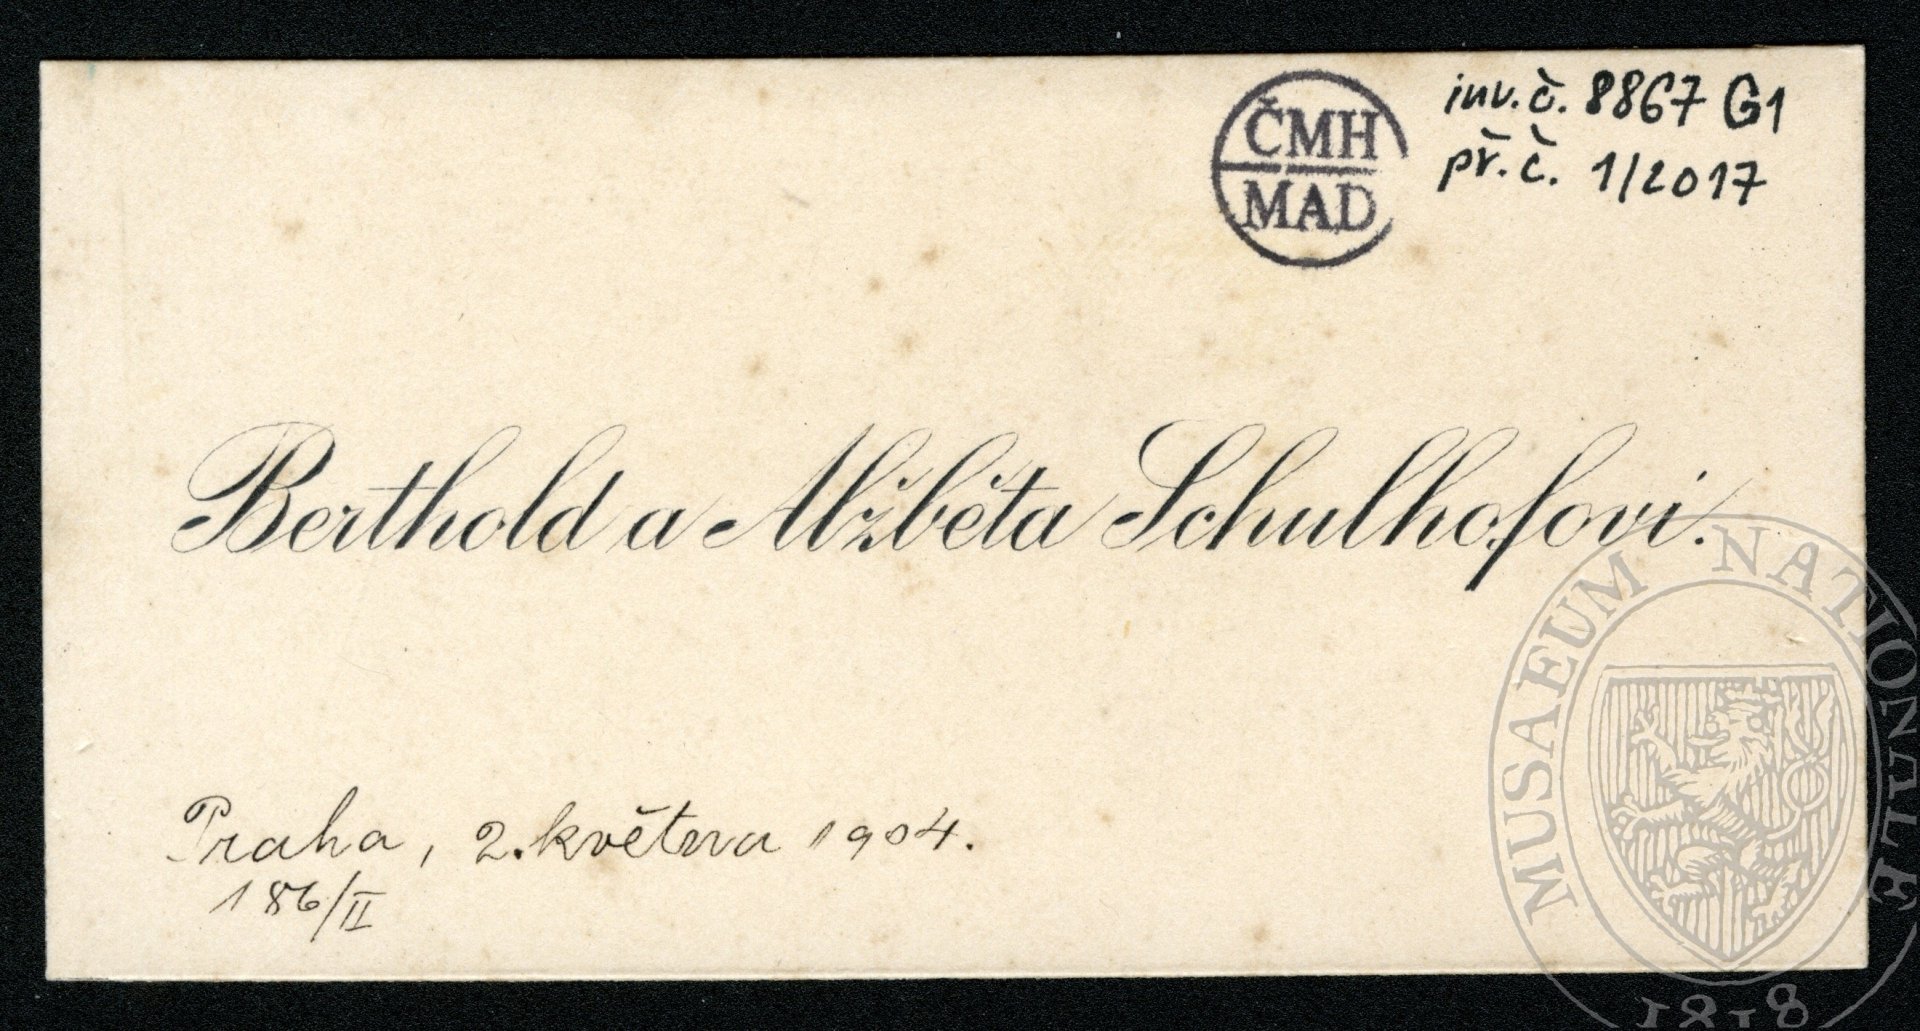 ČMH
MAD
inv.č. 8867 G1
př.č. 1/2017
Berthold a Alžběta Schulhofovi.
Praha, 2. května 1904.
186/II
MUSAEUM NATIONALE
1818